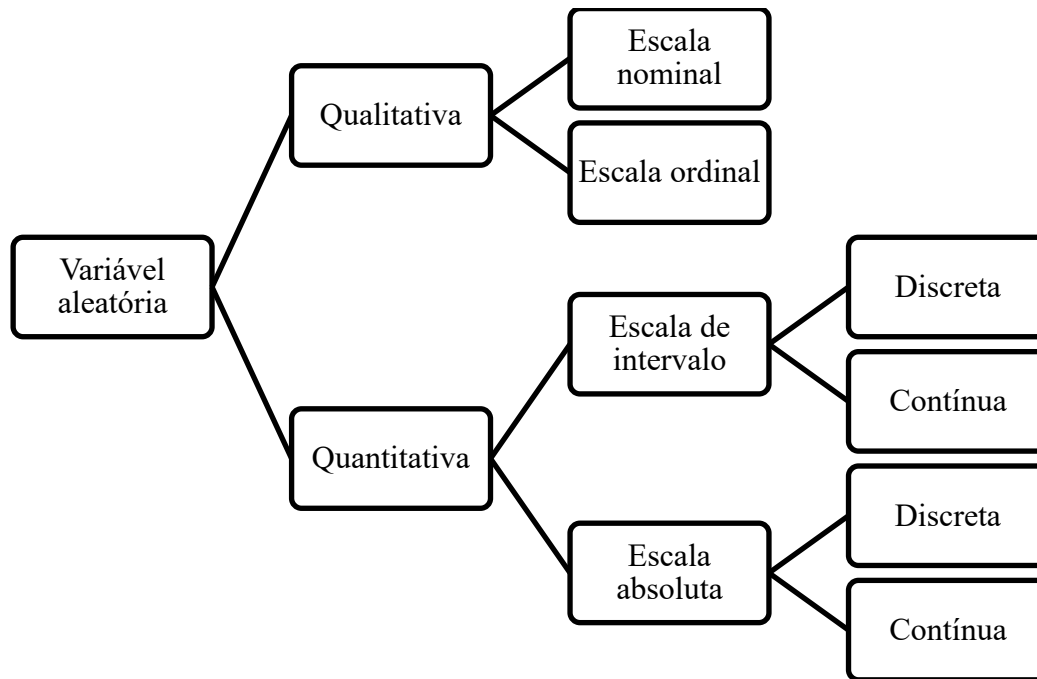 Variável
aleatória
Qualitativa
Escala
nominal
Escala ordinal
Quantitativa
Escala de
intervalo
Discreta
Contínua
Escala
absoluta
Discreta
Contínua